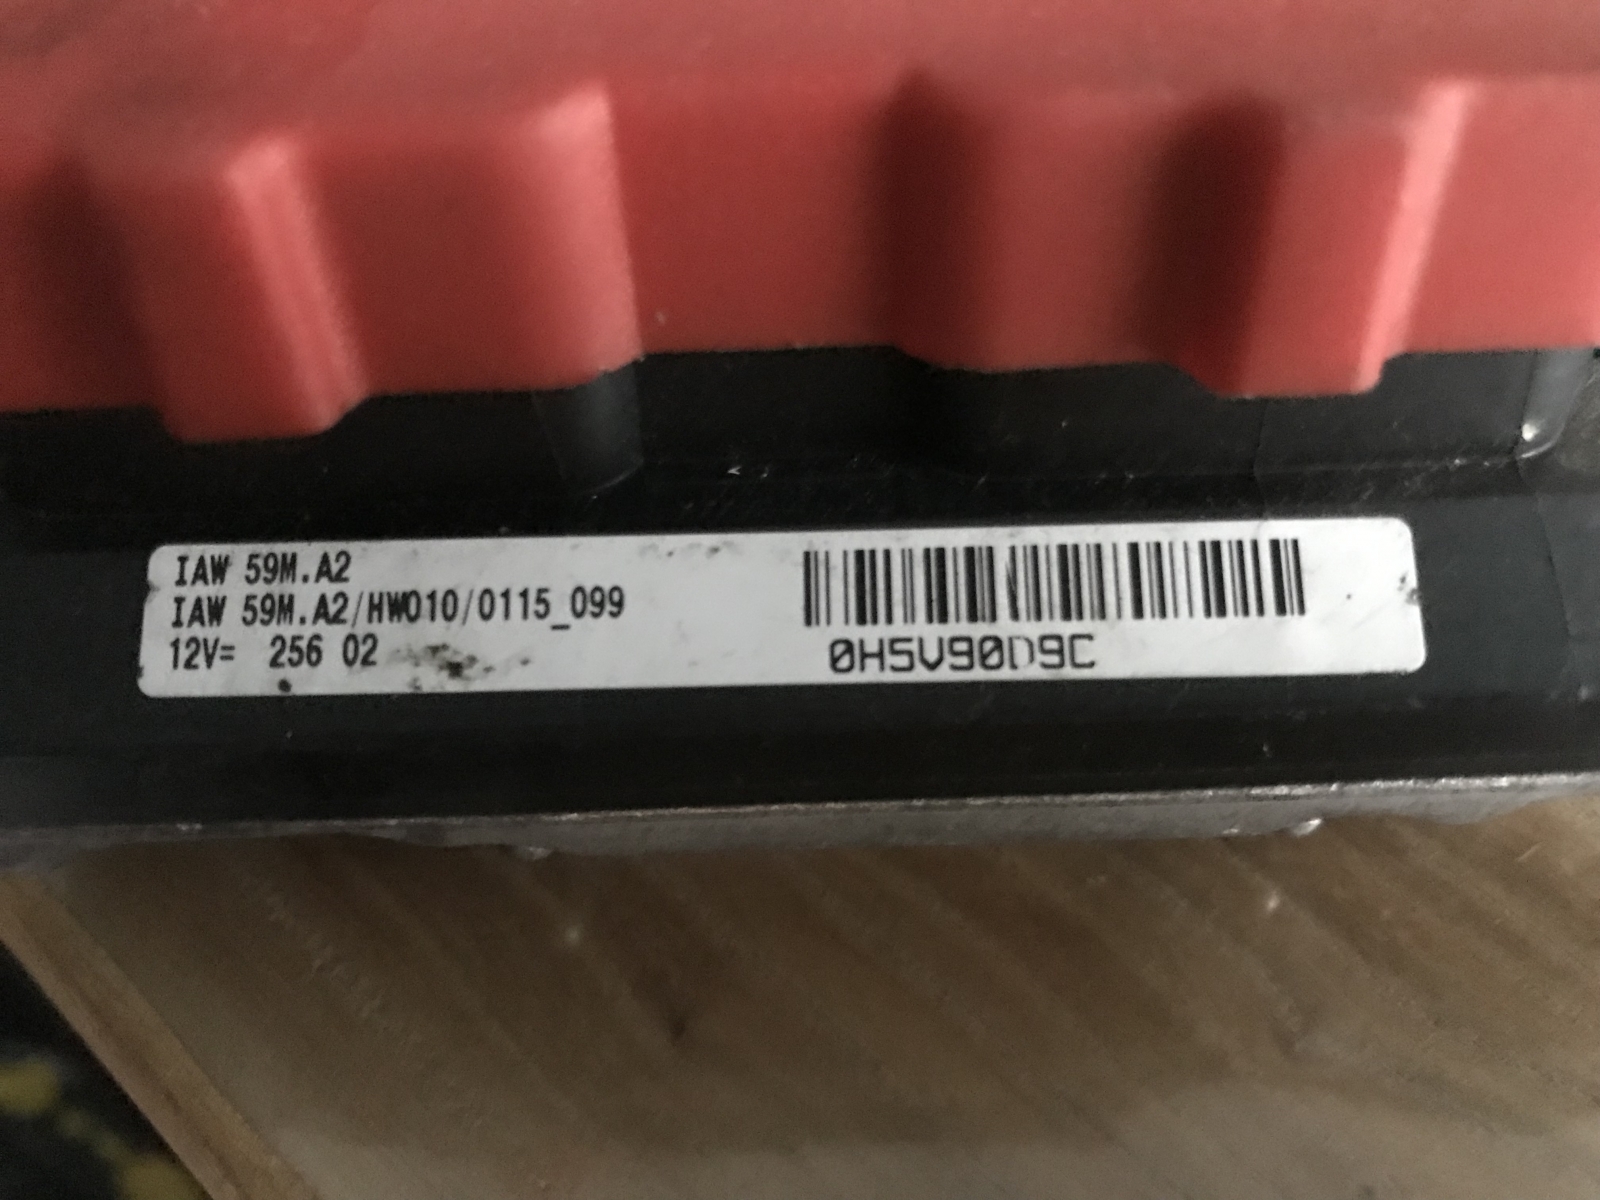 IAW 59M.A2
IAW 59M.A2/HW010/0115_099
12V= 256 02
0H5V90D9C